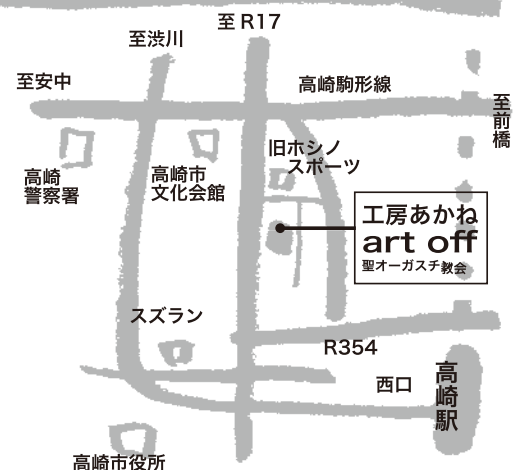 至R17
至渋川
至安中
高崎駒形線
至前橋
旧ホシノ
スポーツ
高崎
警察署
高崎市
文化会館
工房あかね
art off
聖オーガスチ教会
スズラン
R354
西口
高崎駅
高崎市役所